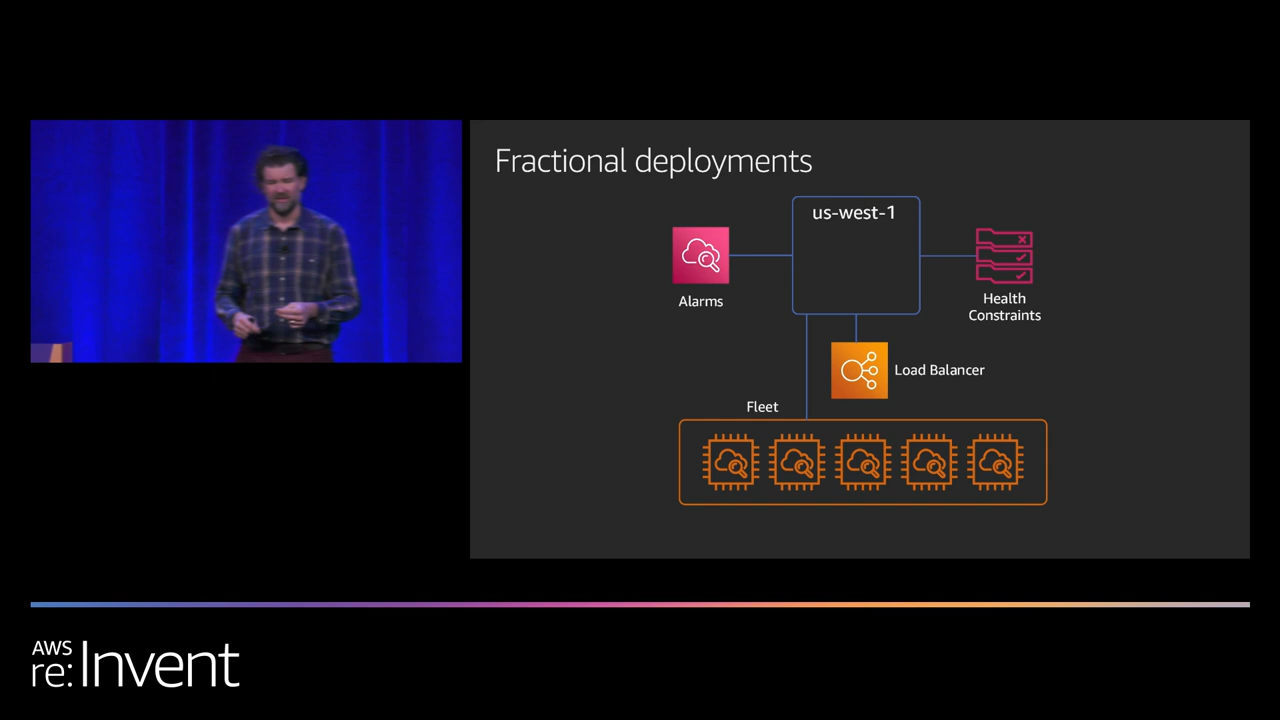 Fractional deployments
us-west-1
Alarms
Health
Constraints
Load Balancer
Fleet
AWS
re:Invent